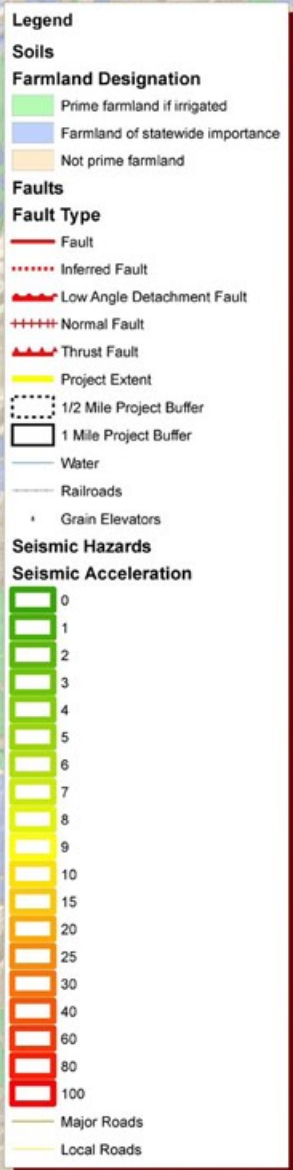 Legend
Soils
Farmland Designation
Prime farmland if irrigated
Farmland of statewide importance
Not prime farmland
Faults
Fault Type
Fault
Inferred Fault
Low Angle Detachment Fault
Normal Fault
Thrust Fault
Project Extent
1/2 Mile Project Buffer
1 Mile Project Buffer
Water
Railroads
Grain Elevators
Seismic Hazards
Seismic Acceleration
0
1
2
3
4
5
6
7
8
9
10
15
20
25
30
40
60
80
100
Major Roads
Local Roads